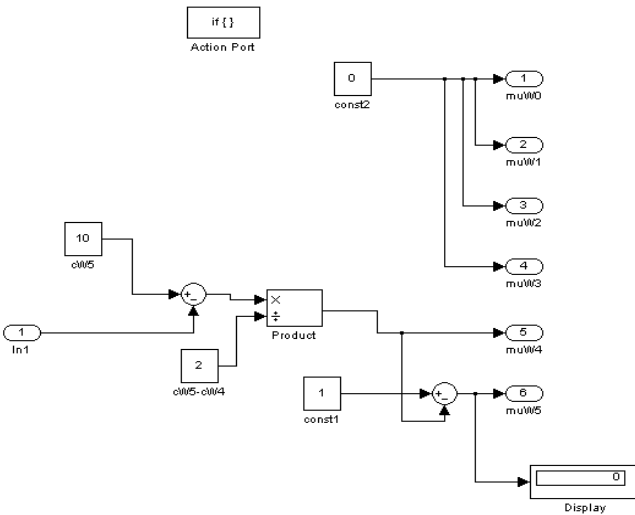 if { }
Action Port
0
const2
1
muW0
2
muW1
3
muW2
4
muW3
10
cW5
+
−
×
÷
Product
1
In1
2
cW5-cW4
5
muW4
1
const1
+
−
6
muW5
0
Display